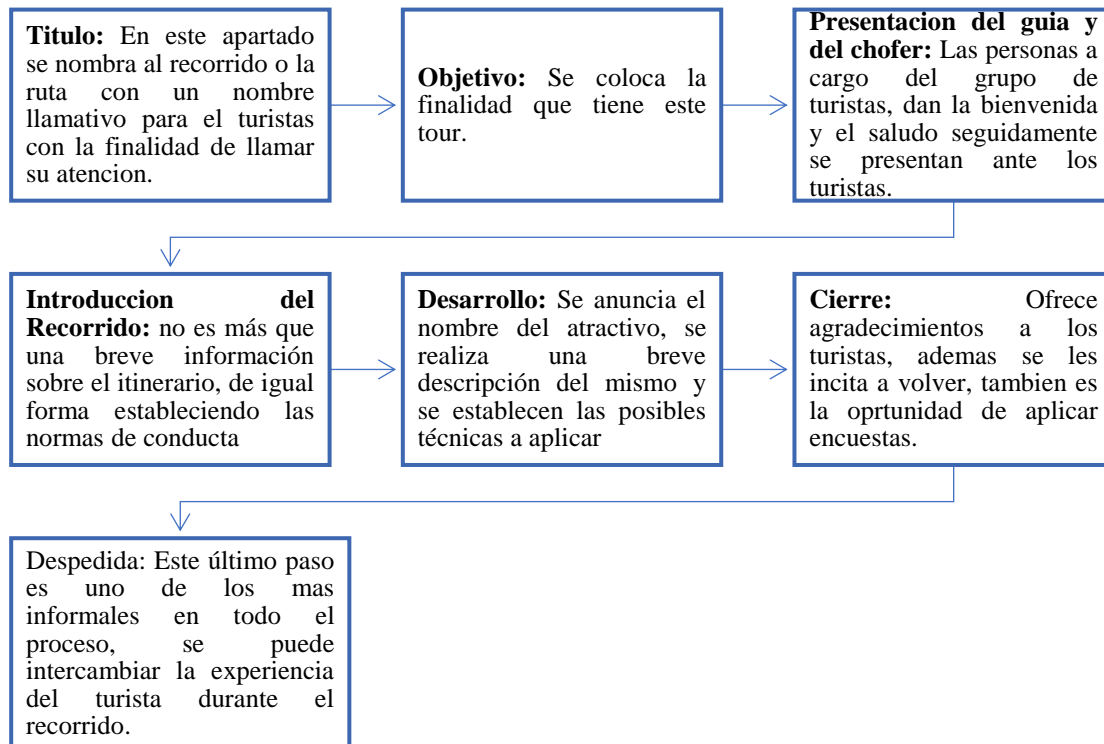 Titulo: En este apartado
se nombra al recorrido o la
ruta con un nombre
llamativo para el turistas
con la finalidad de llamar
su atencion.
Objetivo: Se coloca la
finalidad que tiene este
tour.
Presentacion del guia y
del chofer: Las personas a
cargo del grupo de
turistas, dan la bienvenida
y el saludo seguidamente
se presentan ante los
turistas.
Introduccion del
Recorrido: no es más que
una breve información
sobre el itinerario, de igual
forma estableciendo las
normas de conducta
Desarrollo: Se anuncia el
nombre del atractivo, se
realiza una breve
descripción del mismo y
se establecen las posibles
técnicas a aplicar
Cierre: Ofrece
agradecimientos a los
turistas, ademas se les
incita a volver, tambien es
la oprtunidad de aplicar
encuestas.
Despedida: Este último paso
es uno de los mas
informales en todo el
proceso, se puede
intercambiar la experiencia
del turista durante el
recorrido.